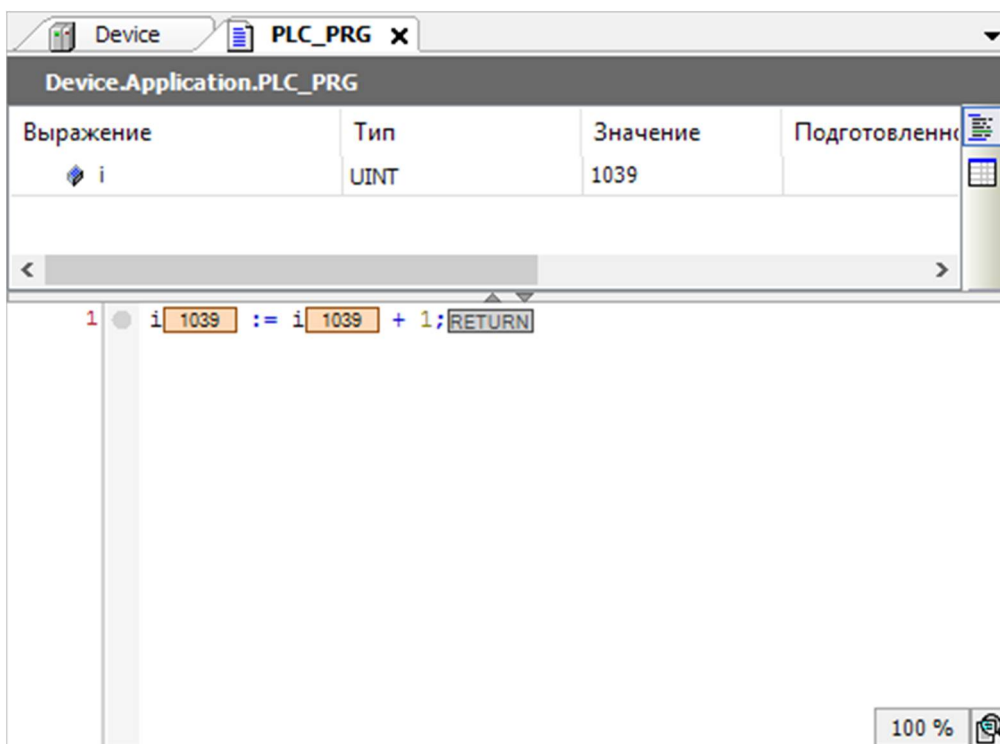 Device PLC_PRG
Device.Application.PLC_PRG
Выражение Тип Значение Подготовленно
i UINT 1039
1 i 1039 := i 1039 + 1;RETURN
100 %